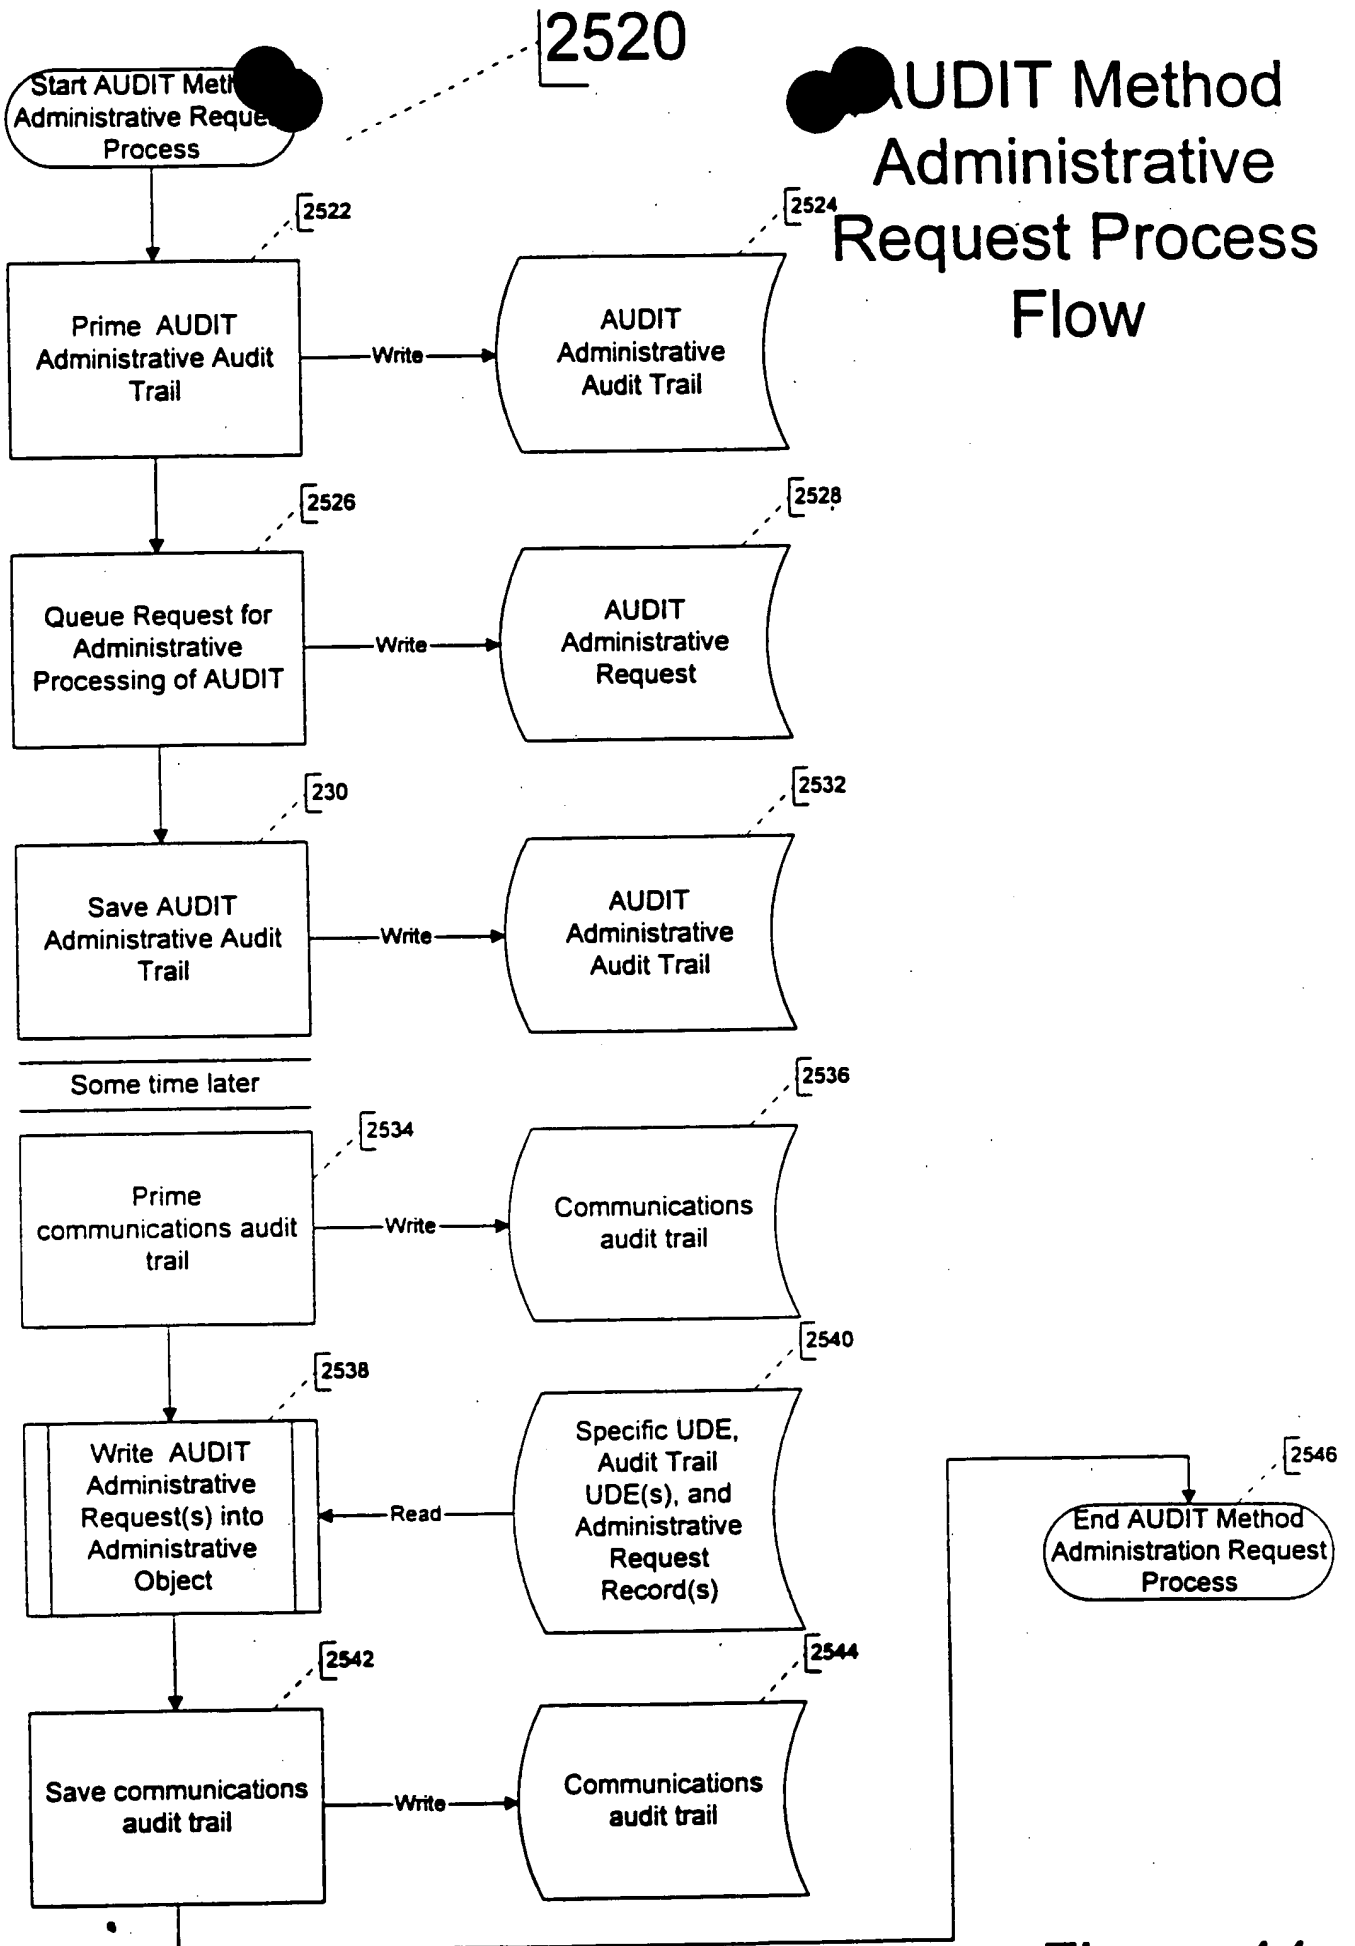 2520
Start AUDIT
Administrative
Process
AUDIT Method
Administrative
Request Process
Flow
2522
2524
Prime AUDIT
Administrative Audit
Trail
Write
AUDIT
Administrative
Audit Trail
2526
2528
Queue Request for
Administrative
Processing of AUDIT
Write
AUDIT
Administrative
Request
230
2532
Save AUDIT
Administrative Audit
Trail
Write
AUDIT
Administrative
Audit Trail
Some time later
2534
2536
Prime
communications audit
trail
Write
Communications
audit trail
2538
2540
Write AUDIT
Administrative
Request(s) into
Administrative
Object
Read
Specific UDE,
Audit Trail
UDE(s), and
Administrative
Request
Record(s)
2546
End AUDIT Method
Administration Request
Process
2542
2544
Save communications
audit trail
Write
Communications
audit trail